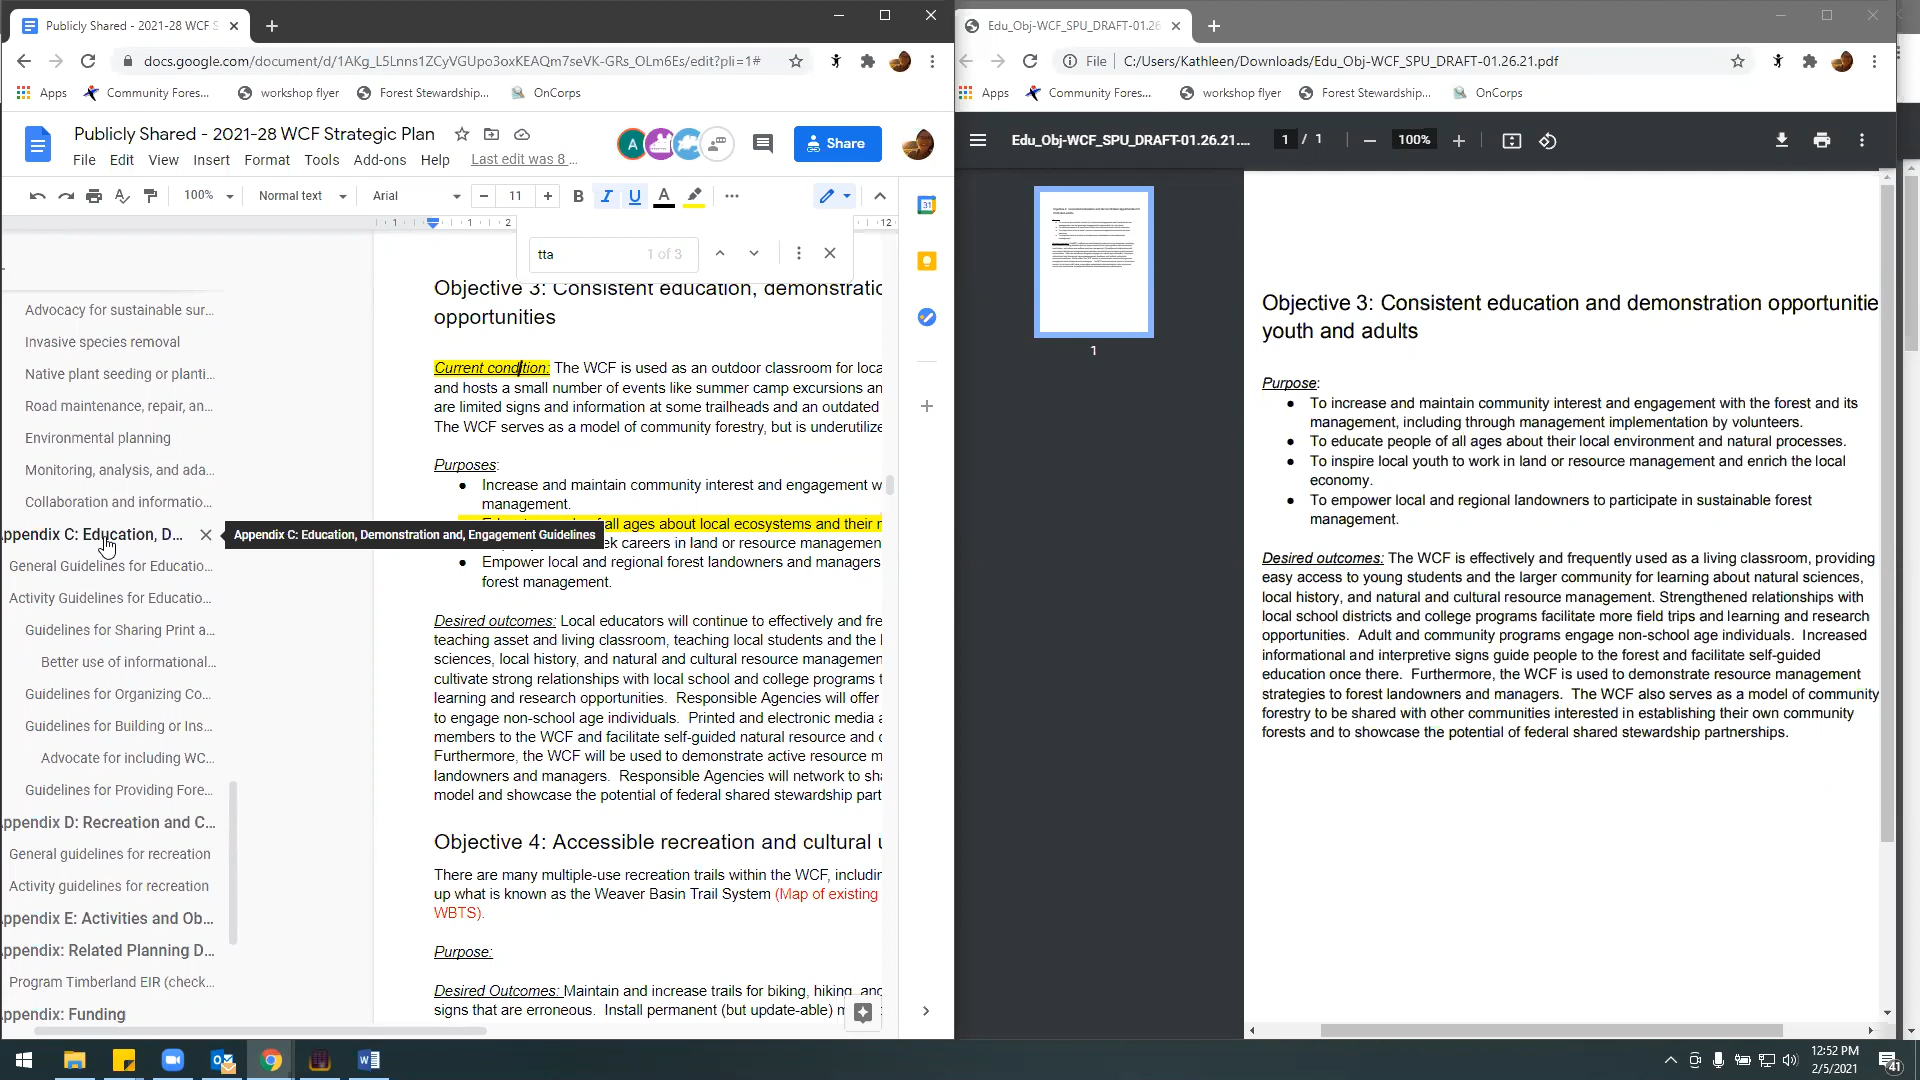 Publicly Shared - 2021-28 WCF S
docs.google.com/document/d/1AKg_L5Lnns1ZCyVGUpo3oxKEAQm7seVK-GRs_OLm6Es/edit?pli=1#
Apps
Community Fores...
workshop flyer
Forest Stewardship...
OnCorps
Publicly Shared - 2021-28 WCF Strategic Plan
A
Share
File Edit View Insert Format Tools Add-ons Help Last edit was 8 ...
100% Normal text Arial 11 B I U A
31
1 1 2 12
tta 1 of 3
Advocacy for sustainable sur...
Invasive species removal
Native plant seeding or planti...
Road maintenance, repair, an...
Environmental planning
Monitoring, analysis, and ada...
Collaboration and informatio...
ppendix C: Education, D...
Appendix C: Education, Demonstration and, Engagement Guidelines
General Guidelines for Educatio...
Activity Guidelines for Educatio...
Guidelines for Sharing Print a...
Better use of informational...
Guidelines for Organizing Co...
Guidelines for Building or Ins...
Advocate for including WC...
Guidelines for Providing Fore...
ppendix D: Recreation and C...
General guidelines for recreation
Activity guidelines for recreation
ppendix E: Activities and Ob...
ppendix: Related Planning D...
Program Timberland EIR (check...
ppendix: Funding
Objective 3: Consistent education, demonstratio
opportunities
Current condition: The WCF is used as an outdoor classroom for loca
and hosts a small number of events like summer camp excursions an
are limited signs and information at some trailheads and an outdated
The WCF serves as a model of community forestry, but is underutilize
Purposes:
Increase and maintain community interest and engagement w
management.
all ages about local ecosystems and their r
ek careers in land or resource managemen
Empower local and regional forest landowners and managers
forest management.
Desired outcomes: Local educators will continue to effectively and fre
teaching asset and living classroom, teaching local students and the l
sciences, local history, and natural and cultural resource managemen
cultivate strong relationships with local school and college programs t
learning and research opportunities. Responsible Agencies will offer
to engage non-school age individuals. Printed and electronic media a
members to the WCF and facilitate self-guided natural resource and c
Furthermore, the WCF will be used to demonstrate active resource m
landowners and managers. Responsible Agencies will network to sha
model and showcase the potential of federal shared stewardship part
Objective 4: Accessible recreation and cultural u
There are many multiple-use recreation trails within the WCF, includin
up what is known as the Weaver Basin Trail System (Map of existing
WBTS).
Purpose:
Desired Outcomes: Maintain and increase trails for biking, hiking, and
signs that are erroneous. Install permanent (but update-able) m
Edu_Obj-WCF_SPU_DRAFT-01.26
File C:/Users/Kathleen/Downloads/Edu_Obj-WCF_SPU_DRAFT-01.26.21.pdf
Apps
Community Fores...
workshop flyer
Forest Stewardship...
OnCorps
Edu_Obj-WCF_SPU_DRAFT-01.26.21.... 1 / 1 100%
1
Objective 3: Consistent education and demonstration opportunitie
youth and adults
Purpose:
To increase and maintain community interest and engagement with the forest and its
management, including through management implementation by volunteers.
To educate people of all ages about their local environment and natural processes.
To inspire local youth to work in land or resource management and enrich the local
economy.
To empower local and regional landowners to participate in sustainable forest
management.
Desired outcomes: The WCF is effectively and frequently used as a living classroom, providing
easy access to young students and the larger community for learning about natural sciences,
local history, and natural and cultural resource management. Strengthened relationships with
local school districts and college programs facilitate more field trips and learning and research
opportunities. Adult and community programs engage non-school age individuals. Increased
informational and interpretive signs guide people to the forest and facilitate self-guided
education once there. Furthermore, the WCF is used to demonstrate resource management
strategies to forest landowners and managers. The WCF also serves as a model of community
forestry to be shared with other communities interested in establishing their own community
forests and to showcase the potential of federal shared stewardship partnerships.
12:52 PM
2/5/2021
41